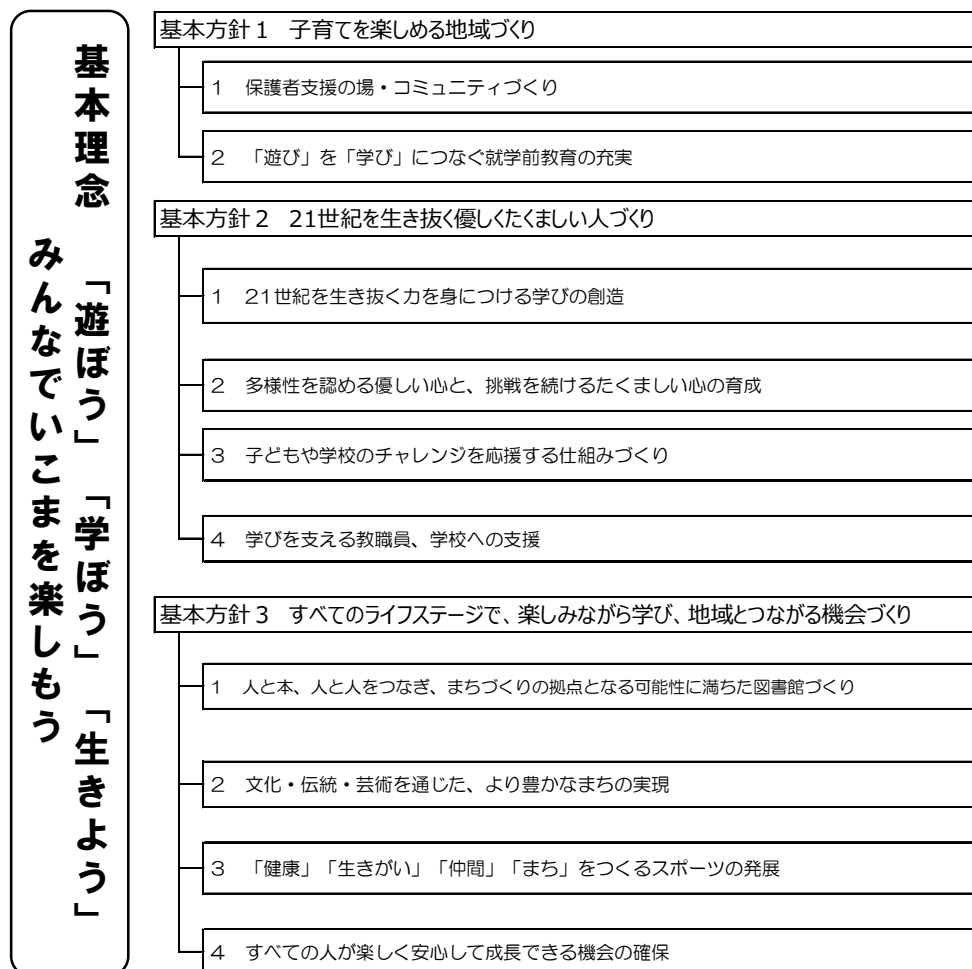 基本理念 「遊ぼう」 「学ぼう」 「生きよう」
みんなでいこまを楽しもう
基本方針1 子育てを楽しめる地域づくり
1 保護者支援の場・コミュニティづくり
2 「遊び」を「学び」につなぐ就学前教育の充実
基本方針2 21世紀を生き抜く優しくたくましい人づくり
1 21世紀を生き抜く力を身につける学びの創造
2 多様性を認める優しい心と、挑戦を続けるたくましい心の育成
3 子どもや学校のチャレンジを応援する仕組みづくり
4 学びを支える教職員、学校への支援
基本方針3 すべてのライフステージで、楽しみながら学び、地域とつながる機会づくり
1 人と本、人と人をつなぎ、まちづくりの拠点となる可能性に満ちた図書館づくり
2 文化・伝統・芸術を通じた、より豊かなまちの実現
3 「健康」「生きがい」「仲間」「まち」をつくるスポーツの発展
4 すべての人が楽しく安心して成長できる機会の確保